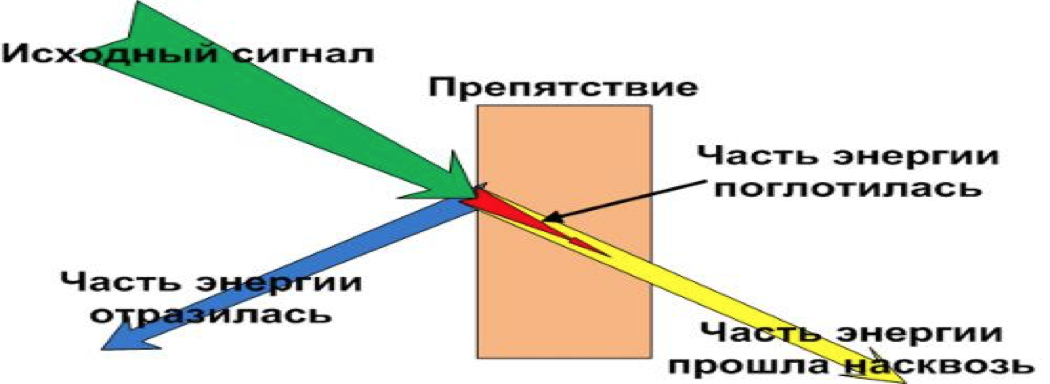 Исходный сигнал
Препятствие
Часть энергии
поглотилась
Часть энергии
отразилась
Часть энергии
прошла насквозь